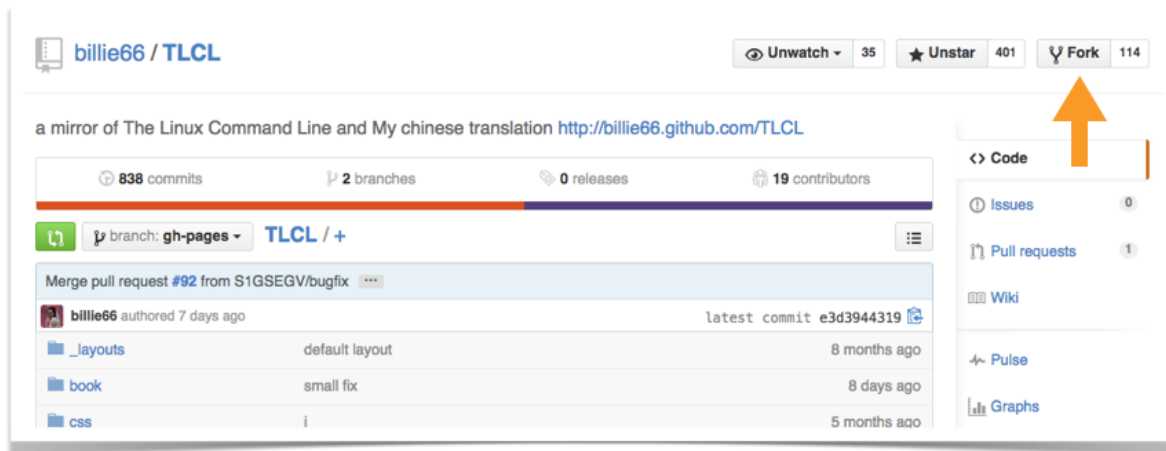 billie66 / TLCL
Unwatch 35 Unstar 401 Fork 114
a mirror of The Linux Command Line and My chinese translation http://billie66.github.com/TLCL
838 commits 2 branches 0 releases 19 contributors
branch: gh-pages TLCL / +
Merge pull request #92 from S1GSEGV/bugfix ...
billie66 authored 7 days ago latest commit e3d3944319
_layouts default layout 8 months ago
book small fix 8 days ago
css i 5 months ago
<> Code
Issues 0
Pull requests 1
Wiki
Pulse
Graphs